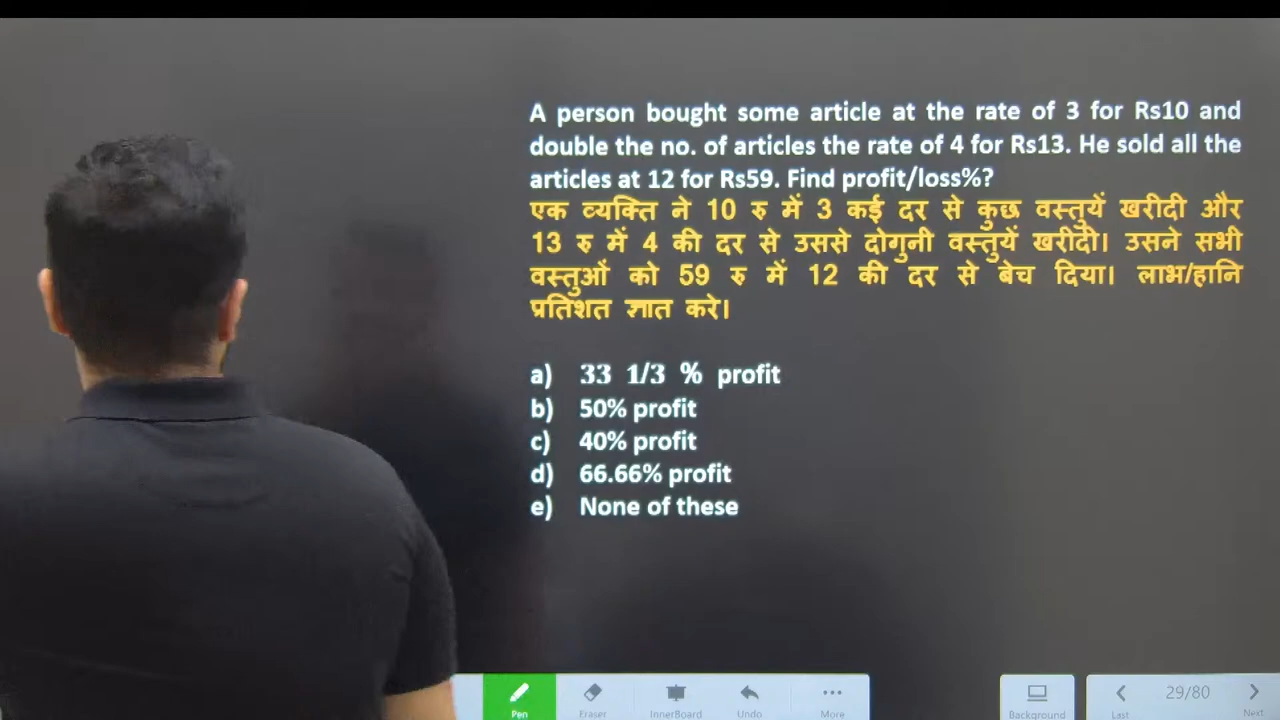 A person bought some article at the rate of 3 for Rs10 and
double the no. of articles the rate of 4 for Rs13. He sold all the
articles at 12 for Rs59. Find profit/loss%?
एक व्यक्ति ने 10 रु में 3 कई दर से कुछ वस्तुयें खरीदी और
13 रु में 4 की दर से उससे दोगुनी वस्तुयें खरीदी। उसने सभी
वस्तुओं को 59 रु में 12 की दर से बेच दिया। लाभ/हानि
प्रतिशत ज्ञात करे।
a) 33 1/3 % profit
b) 50% profit
c) 40% profit
d) 66.66% profit
e) None of these
Pen Eraser InnerBoard Undo More Background Last 29/80 Next